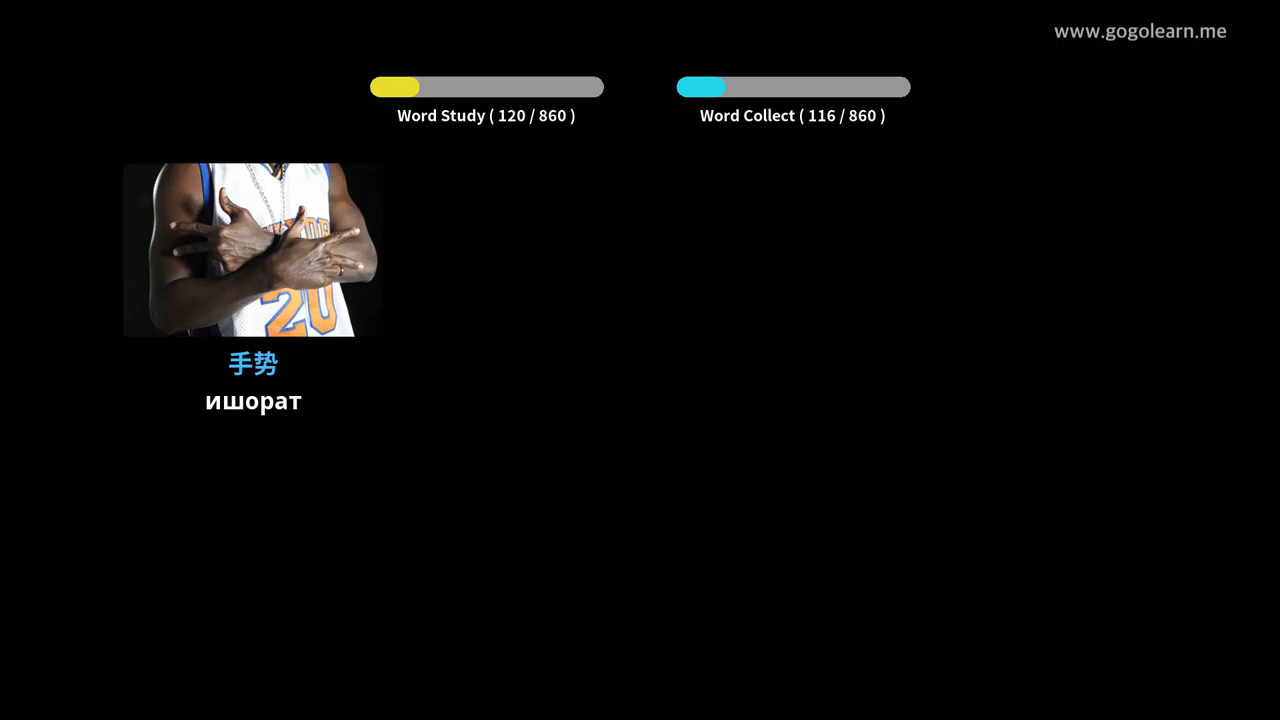 www.gogolearn.me
Word Study ( 120 / 860 )
Word Collect ( 116 / 860 )
20
手势
ишорат